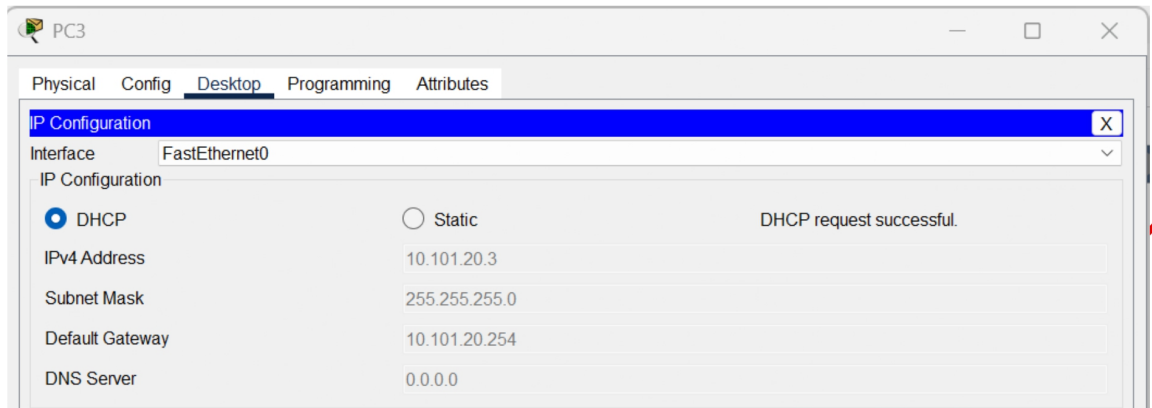 PC3
Physical Config Desktop Programming Attributes
IP Configuration X
Interface FastEthernet0
IP Configuration
DHCP Static DHCP request successful.
IPv4 Address 10.101.20.3
Subnet Mask 255.255.255.0
Default Gateway 10.101.20.254
DNS Server 0.0.0.0